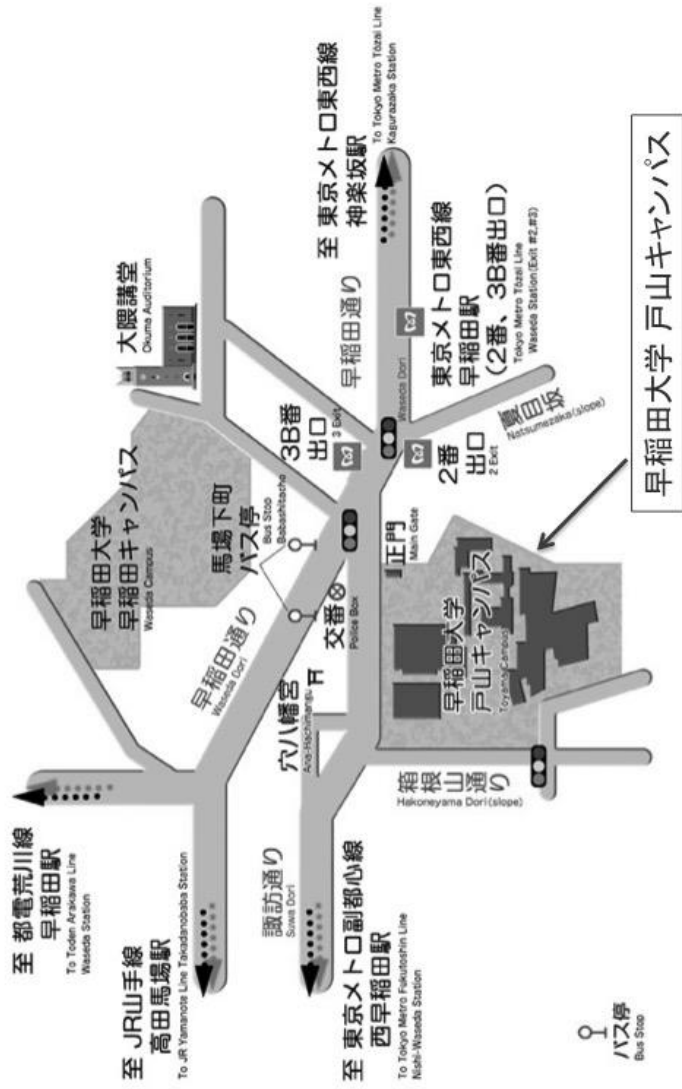 至 都電荒川線
早稲田駅
To Toden Arakawa Line
Waseda Station
至 JR山手線
高田馬場駅
To JR Yamanote Line Takadanobaba Station
諏訪通り
Suwa Dori
至 東京メトロ副都心線
西早稲田駅
To Tokyo Metro Fukutoshin Line
Nishi-Waseda Station
バス停
Bus Stop
早稲田大学
早稲田キャンパス
Waseda Campus
早稲田通り
Waseda Dori
馬場下町
バス停
Bus Stop
Babashitacho
穴八幡宮
Ana-Hachimangu
交番
Police Box
箱根山通り
Hakoneyama Dori(slope)
早稲田大学
戸山キャンパス
Toyama Campus
正門
Main Gate
大隈講堂
Okuma Auditorium
3B番
出口
3 Exit
2番
出口
2 Exit
早稲田通り
Waseda Dori
夏目坂
Natsumezaka(slope)
至 東京メトロ東西線
神楽坂駅
To Tokyo Metro Tōzai Line
Kagurazaka Station
東京メトロ東西線
早稲田駅
(2番、3B番出口)
Tokyo Metro Tōzai Line
Waseda Station(Exit #2,#3)
早稲田大学 戸山キャンパス